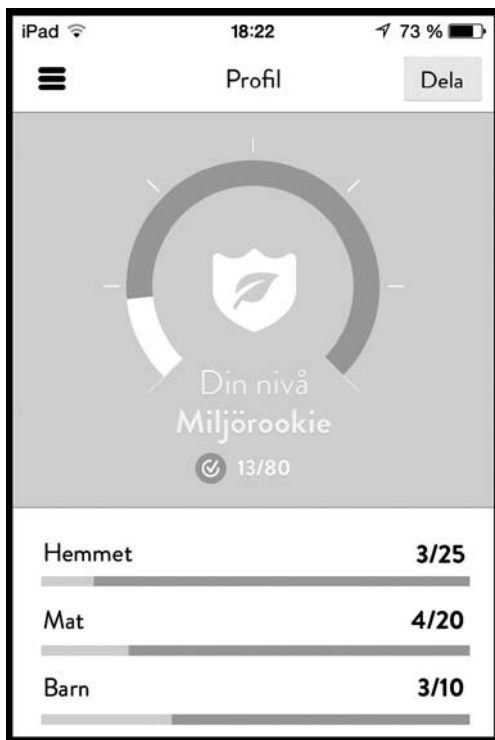 iPad 18:22 73 %
Profil Dela
Din nivå
Miljörookie
13/80
Hemmet 3/25
Mat 4/20
Barn 3/10